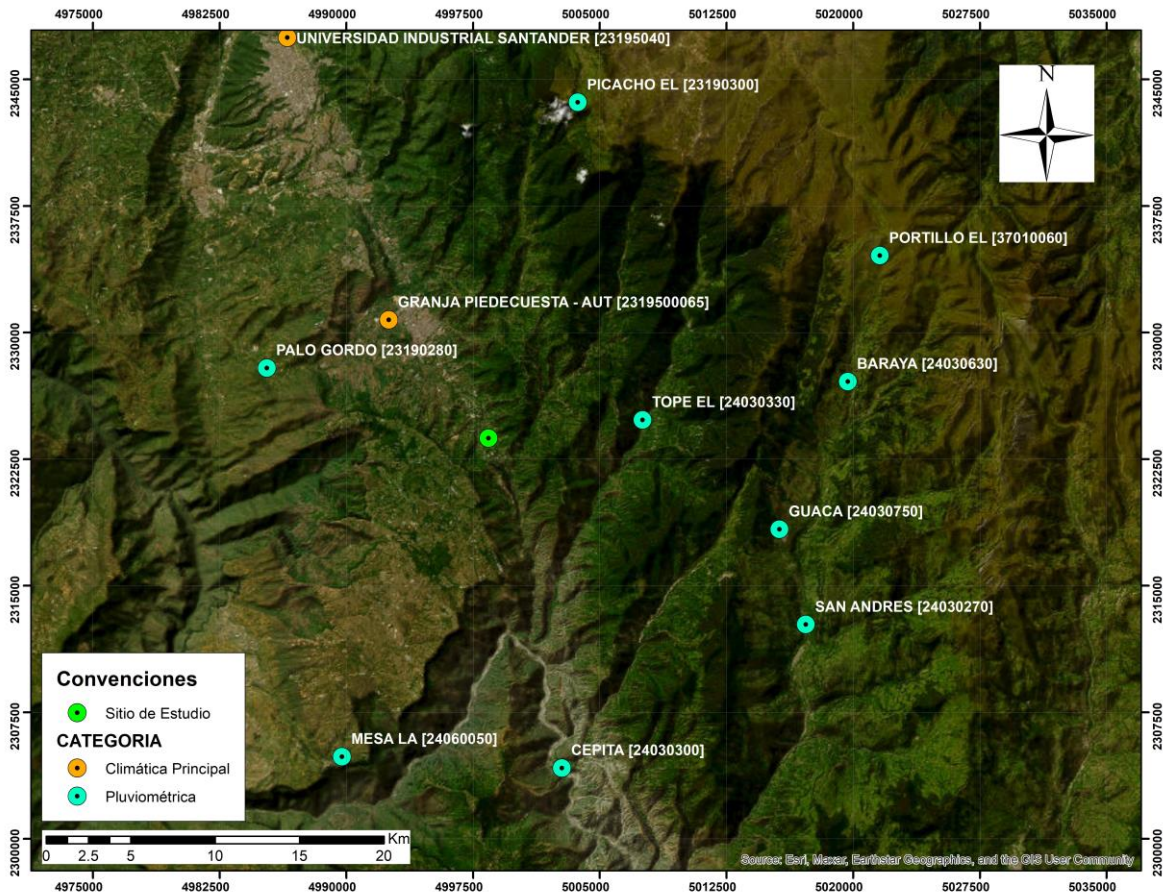 4975000 4982500 4990000 4997500 5005000 5012500 5020000 5027500 5035000
UNIVERSIDAD INDUSTRIAL SANTANDER [23195040]
2345000
2345000
PICACHO EL [23190300]
N
2337500
2337500
PORTILLO EL [37010060]
GRANJA PIEDECUESTA - AUT [2319500065]
2330000
2330000
PALO GORDO [23190280]
BARAYA [24030630]
TOPE EL [24030330]
2322500
2322500
GUACA [24030750]
2315000
2315000
SAN ANDRES [24030270]
Convenciones
Sitio de Estudio
CATEGORIA
Climática Principal
Pluviométrica
2307500
2307500
MESA LA [24060050]
CEPITA [24030300]
0 2.5 5 10 15 20
Km
2300000
2300000
Source: Esri, Maxar, Earthstar Geographics, and the GIS User Community
4975000 4982500 4990000 4997500 5005000 5012500 5020000 5027500 5035000